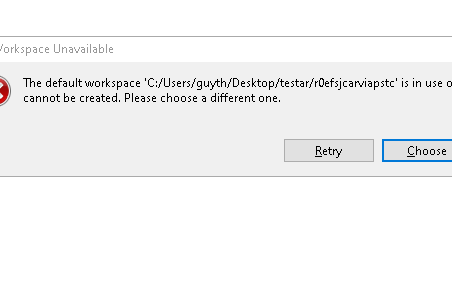 Workspace Unavailable
The default workspace 'C:/Users/guyth/Desktop/testar/r0efsjcarviapstc' is in use o
cannot be created. Please choose a different one.
Retry
Choose